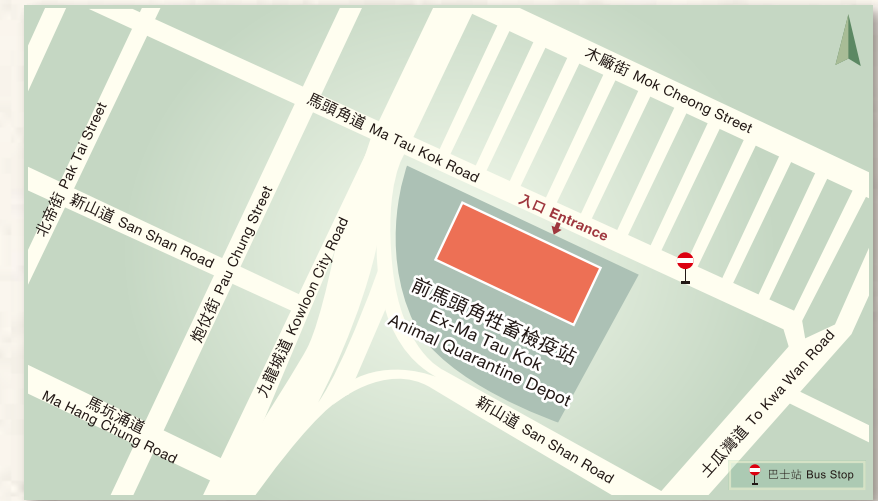 木廠街 Mok Cheong Street
馬頭角道 Ma Tau Kok Road
北帝街 Pak Tai Street
新山道 San Shan Road
炮仗街 Pau Chung Street
九龍城道 Kowloon City Road
入口 Entrance
前馬頭角牲畜檢疫站
Ex-Ma Tau Kok
Animal Quarantine Depot
馬坑涌道
Ma Hang Chung Road
新山道 San Shan Road
土瓜灣道 To Kwa Wan Road
巴士站 Bus Stop